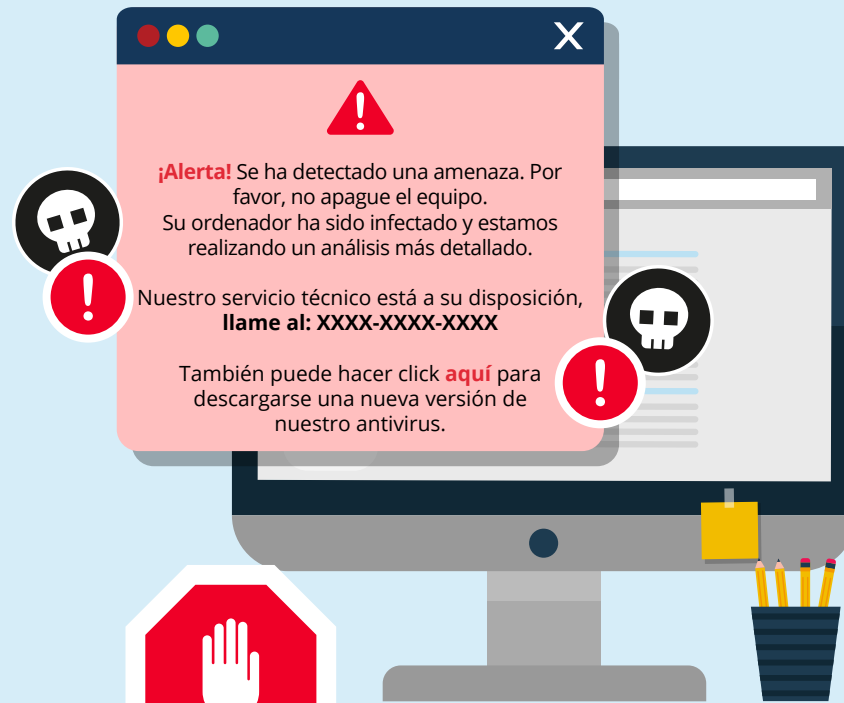 ¡Alerta! Se ha detectado una amenaza. Por
favor, no apague el equipo.
Su ordenador ha sido infectado y estamos
realizando un análisis más detallado.
Nuestro servicio técnico está a su disposición,
llame al: XXXX-XXXX-XXXX
También puede hacer click aquí para
descargarse una nueva versión de
nuestro antivirus.